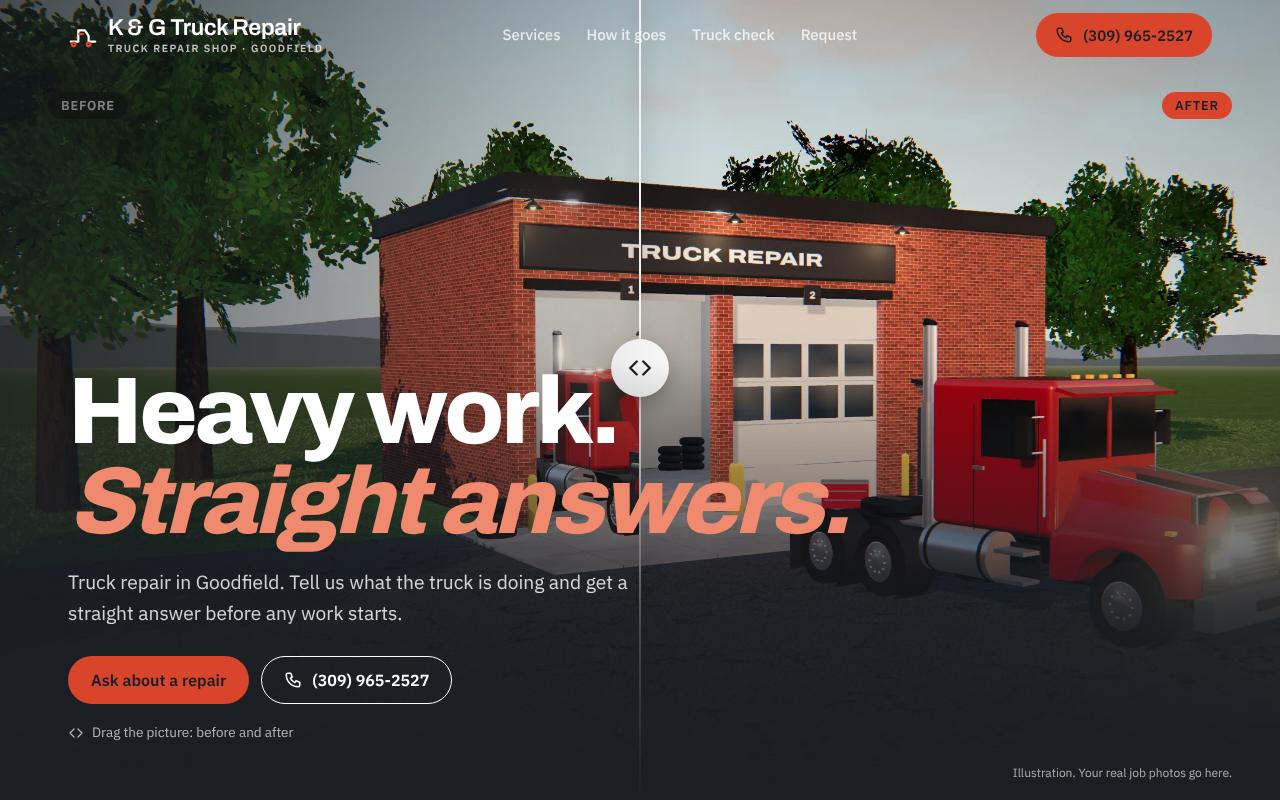 K & G Truck Repair
TRUCK REPAIR SHOP · GOODFIELD
Services
How it goes
Truck check
Request
(309) 965-2527
BEFORE
AFTER
TRUCK REPAIR
1
2
Heavy work.
Straight answers.
Truck repair in Goodfield. Tell us what the truck is doing and get a
straight answer before any work starts.
Ask about a repair
(309) 965-2527
Drag the picture: before and after
Illustration. Your real job photos go here.